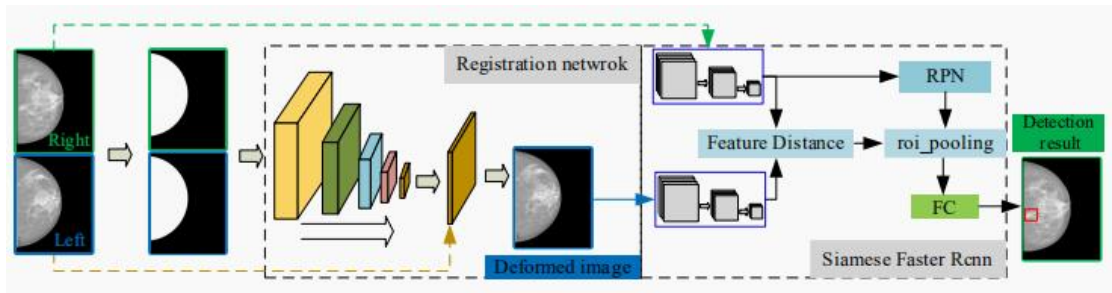 Right
Left
Registration netwrok
Deformed image
RPN
Feature Distance
roi_pooling
FC
Siamese Faster Rcnn
Detection
result